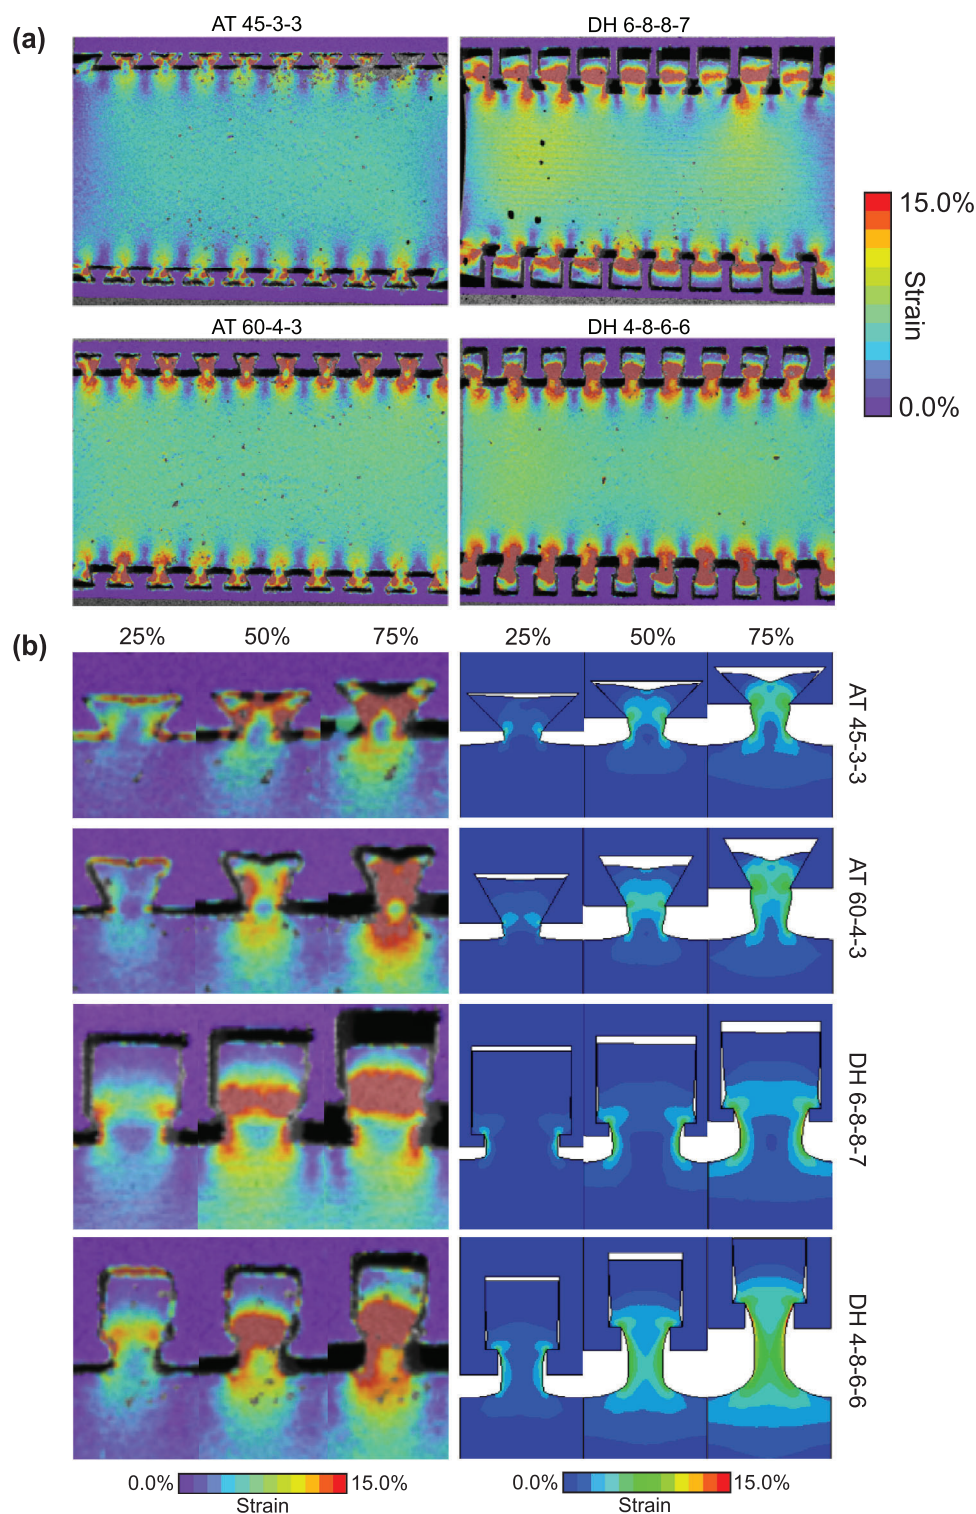 (a)
AT 45-3-3
DH 6-8-8-7
15.0%
Strain
0.0%
AT 60-4-3
DH 4-8-6-6
(b)
25%
50%
75%
25%
50%
75%
AT 45-3-3
AT 60-4-3
DH 6-8-8-7
DH 4-8-6-6
0.0%
15.0%
Strain
0.0%
15.0%
Strain